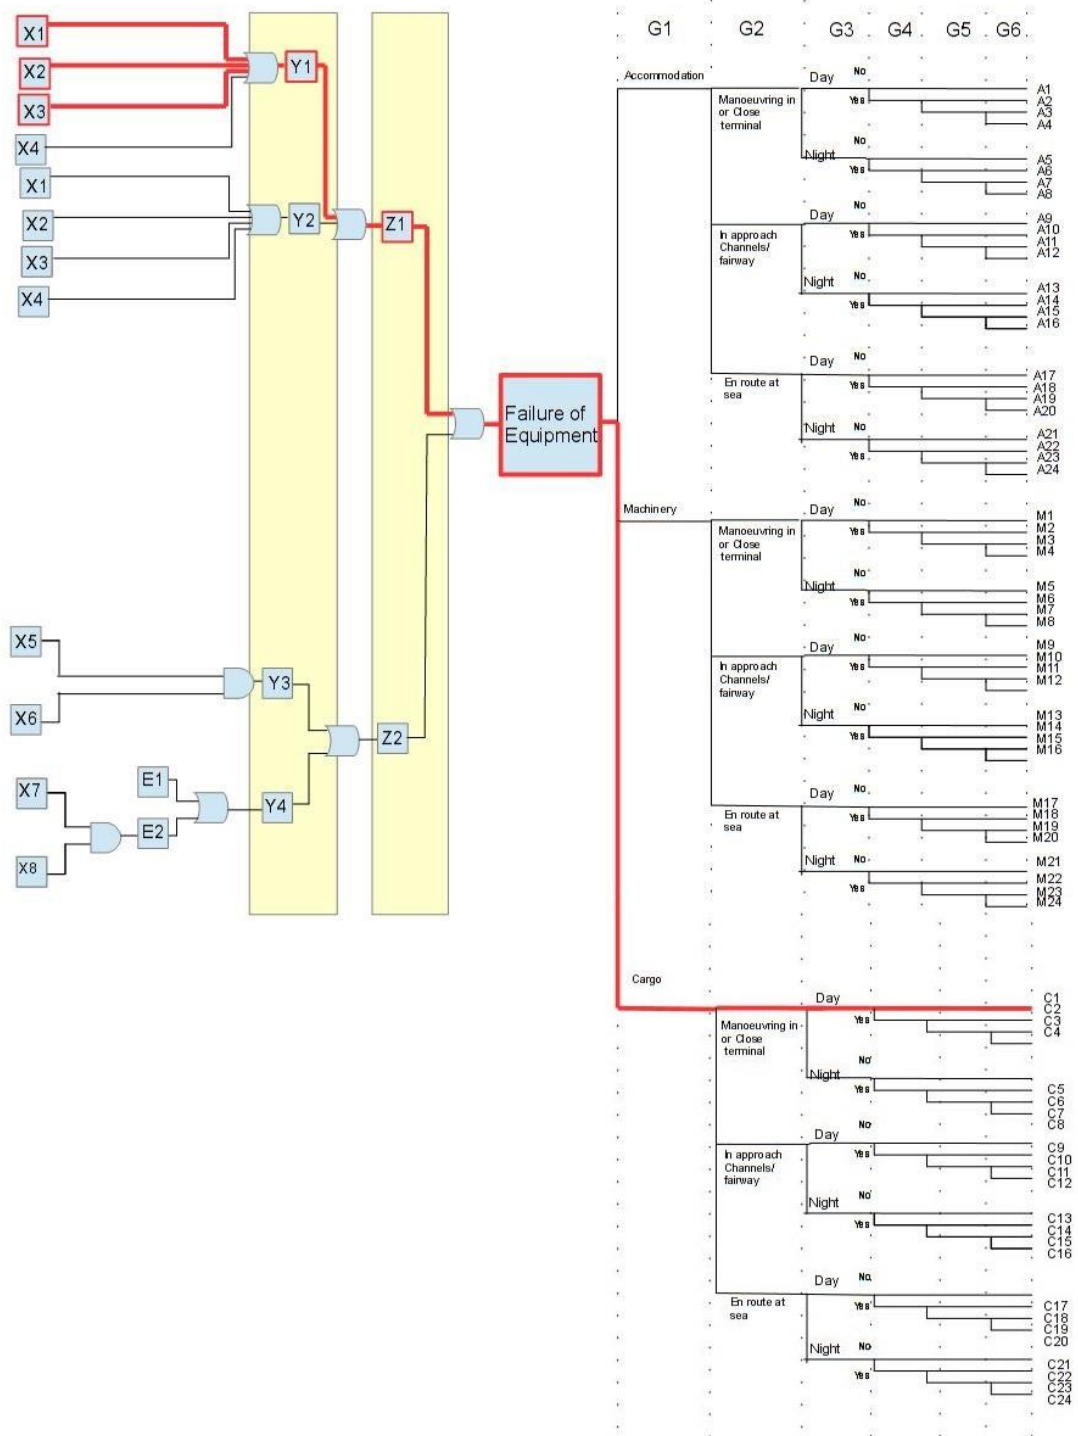 G1 G2 G3 G4 G5 G6
X1
X2
X3
X4
Y1
X1
X2
X3
X4
Y2
Z1
Failure of
Equipment
X5
X6
Y3
Z2
X7
X8
E1
E2
Y4
Accommodation
Manoeuvring in
or Close
terminal
Day No
Yes
A1
A2
A3
A4
No
Night
Yes
A5
A6
A7
A8
In approach
Channels/
fairway
Day No
Yes
A9
A10
A11
A12
Night No
Yes
A13
A14
A15
A16
En route at
sea
Day No
Yes
A17
A18
A19
A20
Night No
Yes
A21
A22
A23
A24
Machinery
Manoeuvring in
or Close
terminal
Day No
Yes
M1
M2
M3
M4
No
Night
Yes
M5
M6
M7
M8
In approach
Channels/
fairway
Day No
Yes
M9
M10
M11
M12
Night No
Yes
M13
M14
M15
M16
En route at
sea
Day No
Yes
M17
M18
M19
M20
Night No
Yes
M21
M22
M23
M24
Cargo
Manoeuvring in
or Close
terminal
Day
Yes
C1
C2
C3
C4
No
Night
Yes
C5
C6
C7
C8
In approach
Channels/
fairway
No
Day
Yes
C9
C10
C11
C12
No
Night
Yes
C13
C14
C15
C16
En route at
sea
Day No
Yes
C17
C18
C19
C20
Night No
Yes
C21
C22
C23
C24